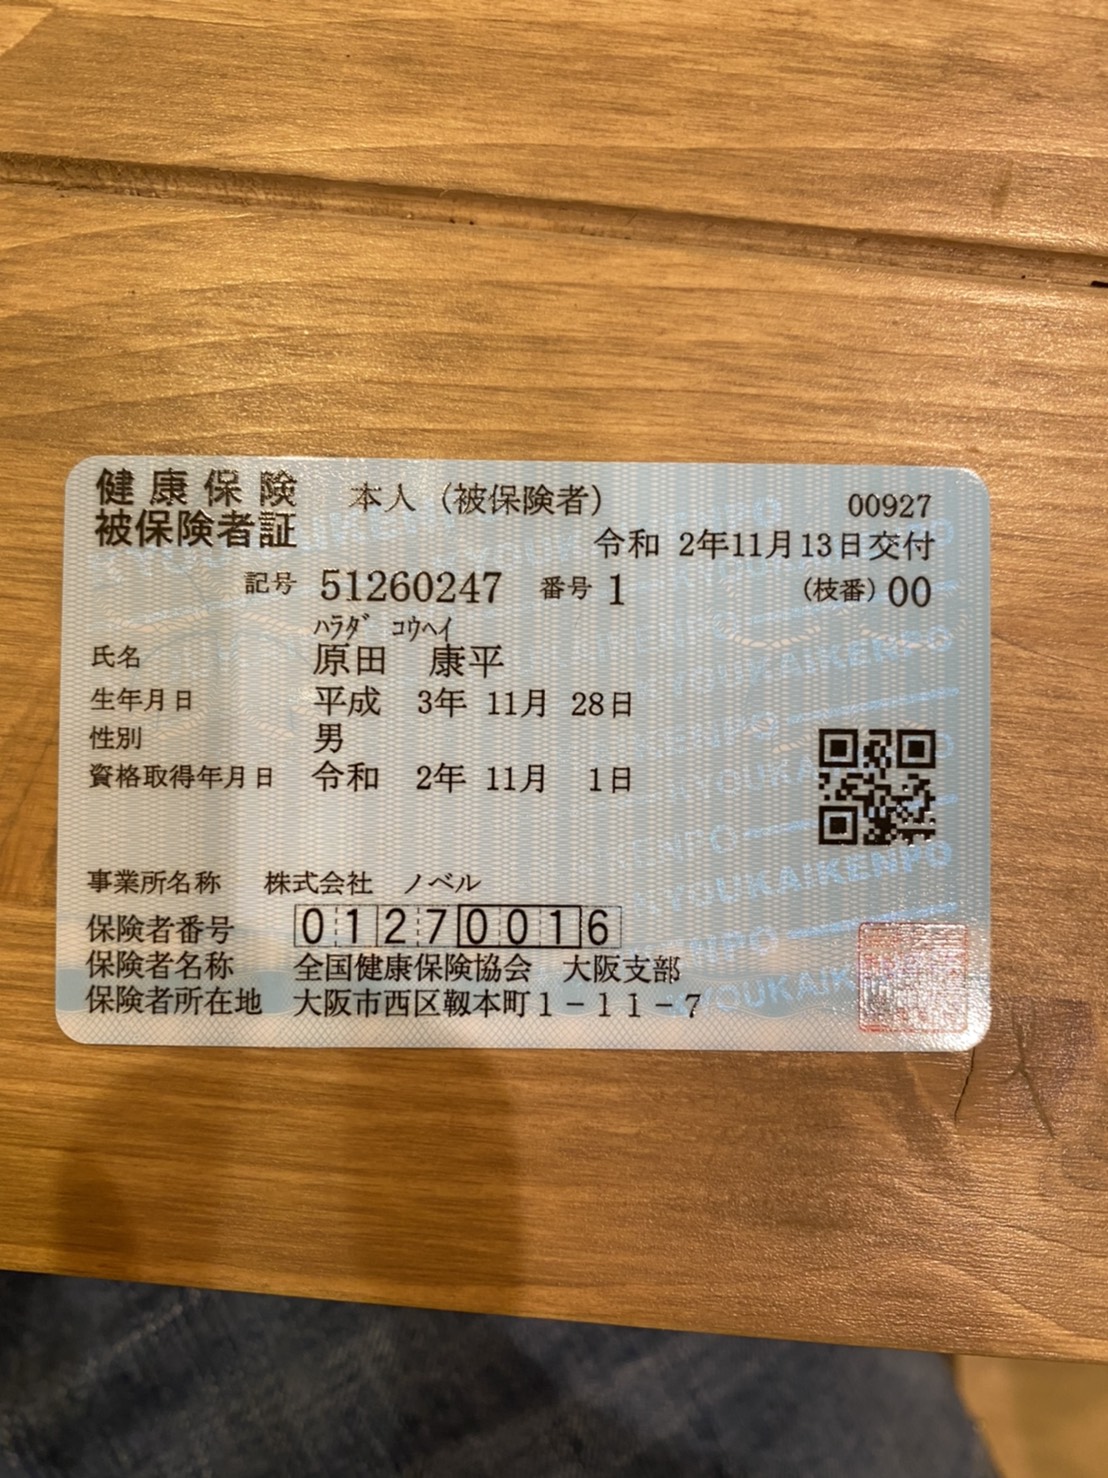 健康保険 本人（被保険者） 00927
被保険者証 令和 2年11月13日交付
記号 51260247 番号 1 (枝番) 00
ﾊﾗﾀﾞ ｺｳﾍｲ
氏名 原田 康平
生年月日 平成 3年 11月 28日
性別 男
資格取得年月日 令和 2年 11月 1日
事業所名称 株式会社 ノベル
保険者番号 01270016
保険者名称 全国健康保険協会 大阪支部
保険者所在地 大阪市西区靱本町1－11－7
KYOUKAIKENPO